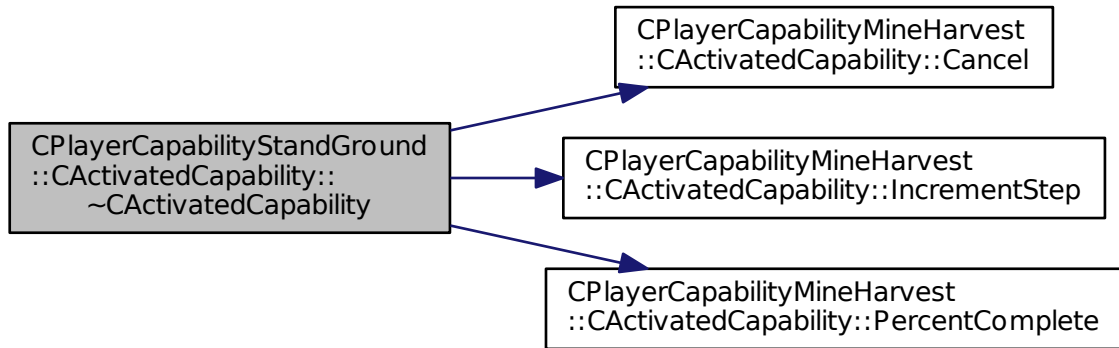 CPlayerCapabilityStandGround
::CActivatedCapability::
~CActivatedCapability
CPlayerCapabilityMineHarvest
::CActivatedCapability::Cancel
CPlayerCapabilityMineHarvest
::CActivatedCapability::IncrementStep
CPlayerCapabilityMineHarvest
::CActivatedCapability::PercentComplete